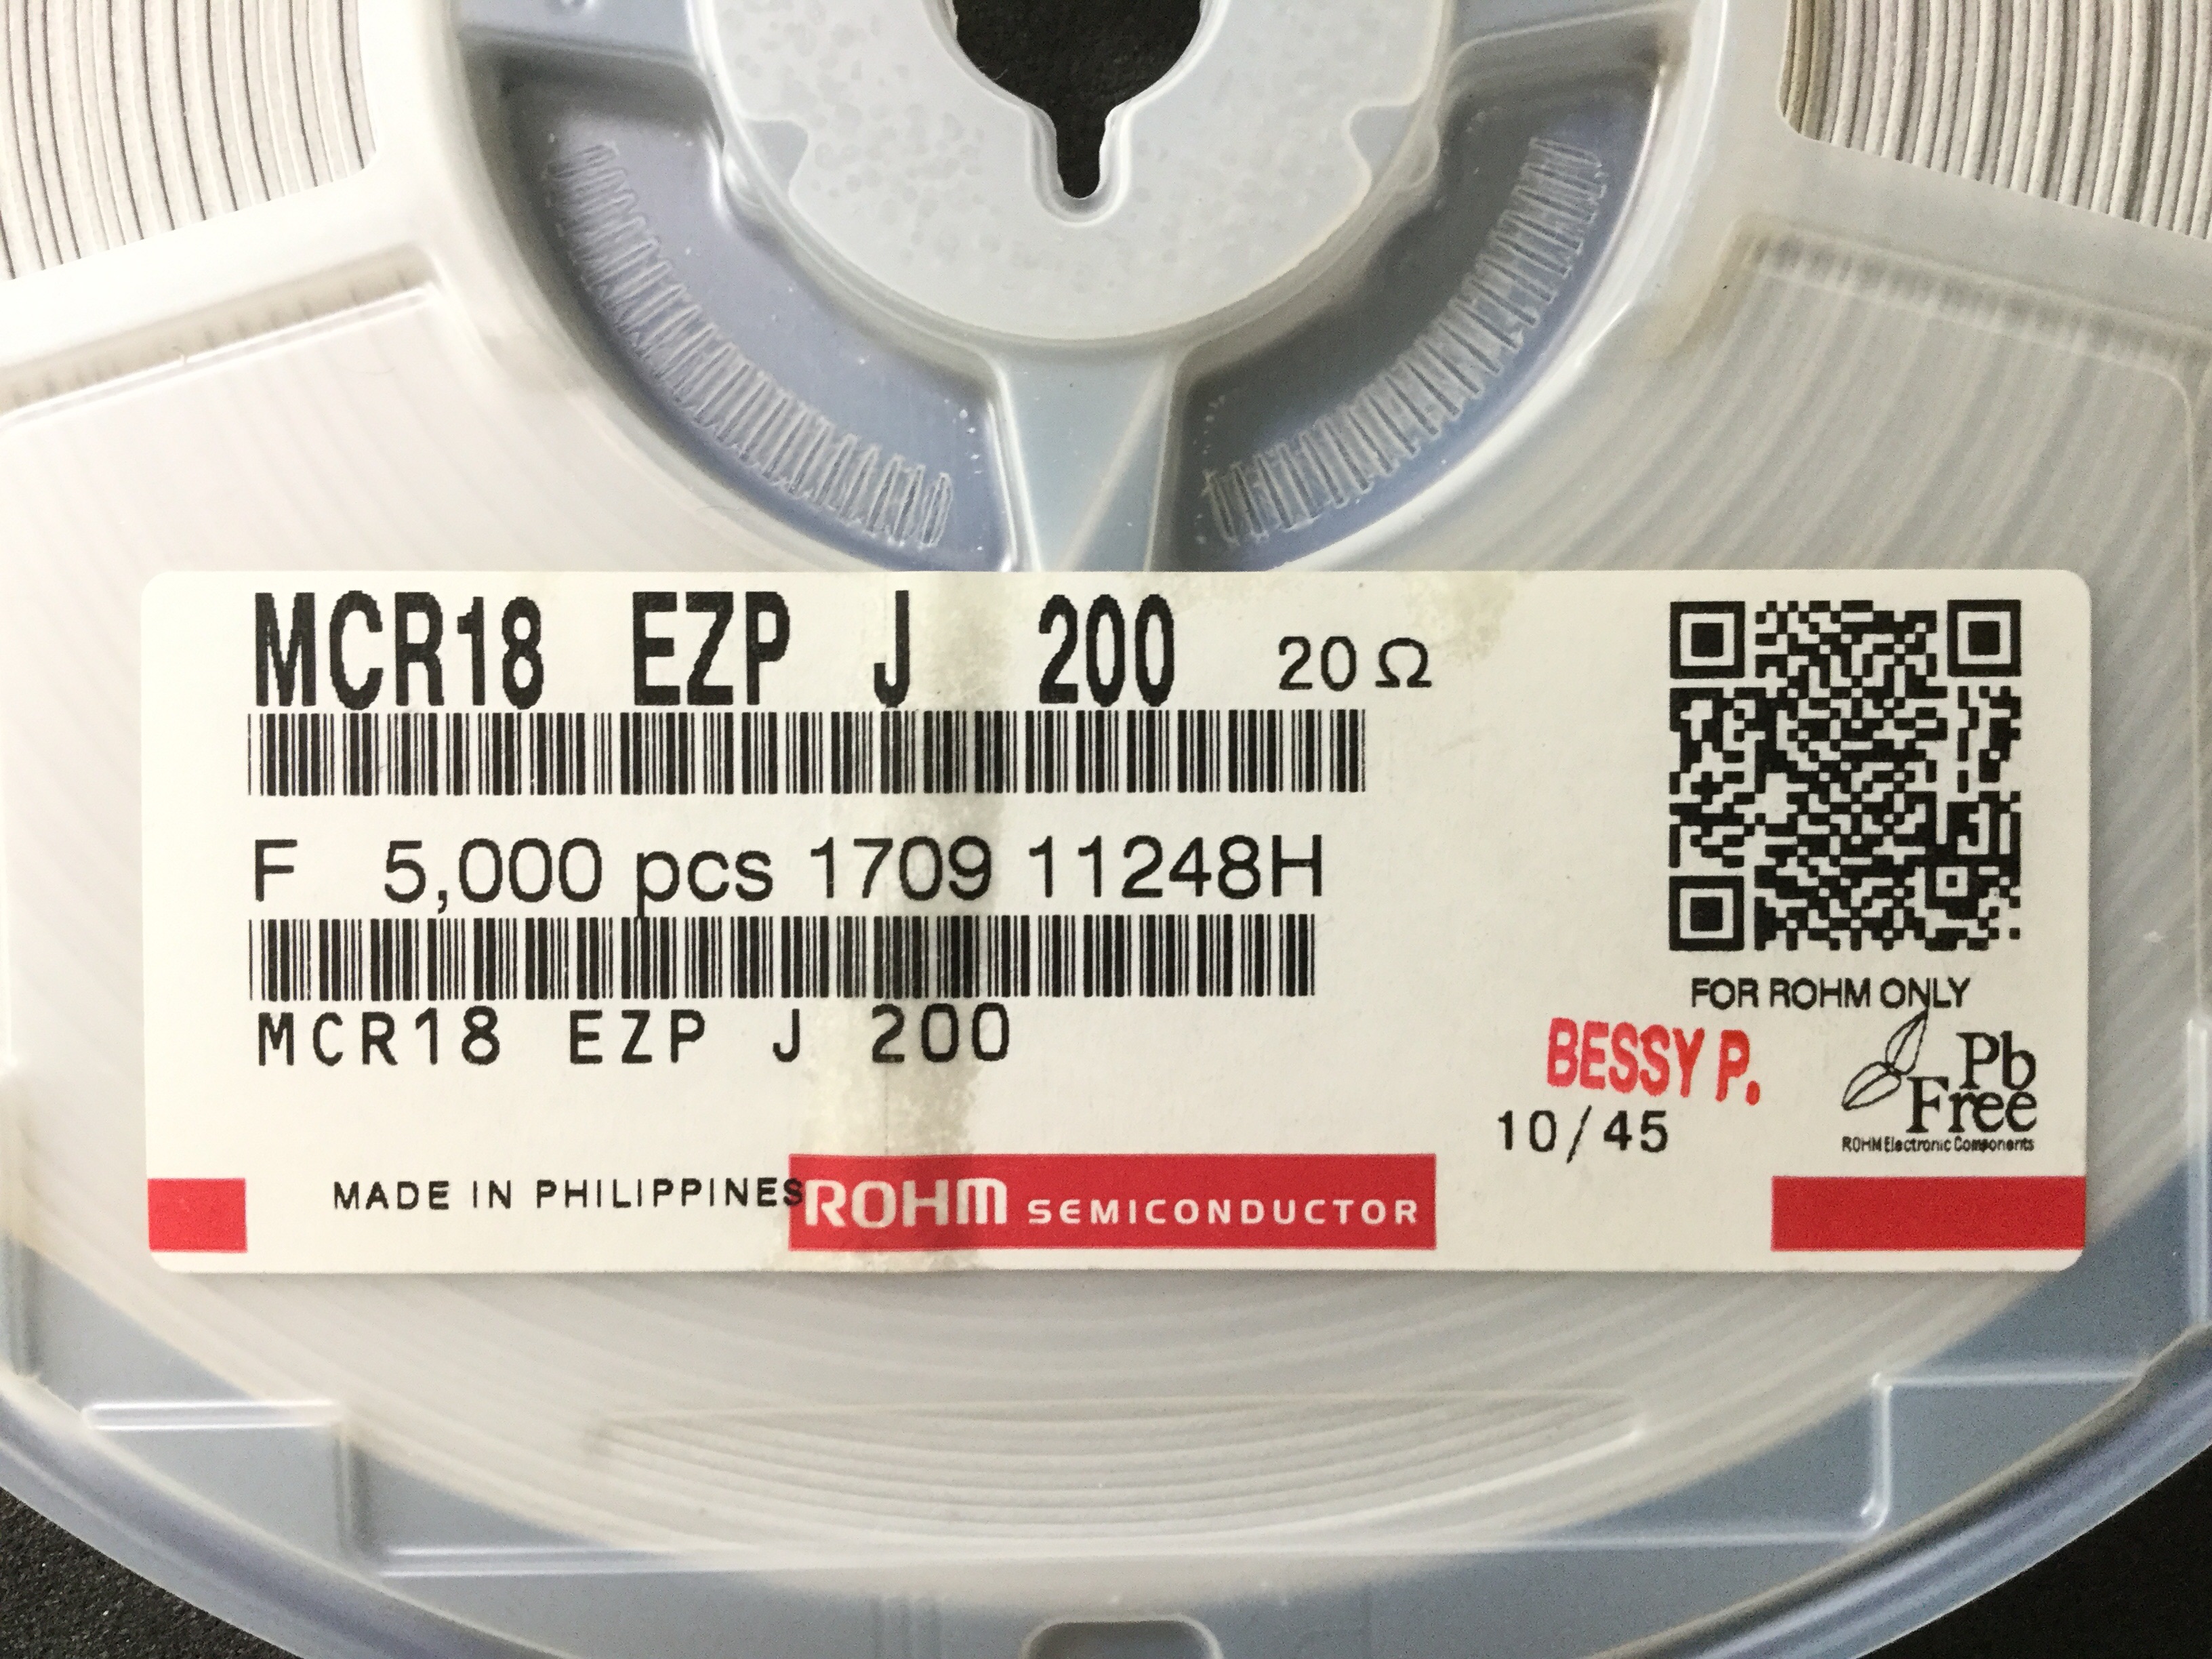 MCR18 EZP J 200 20Ω
F 5,000 pcs 1709 11248H
MCR18 EZP J 200
FOR ROHM ONLY
BESSY P.
10/45
Pb
Free
ROHM Electronic Components
MADE IN PHILIPPINES
ROHM SEMICONDUCTOR